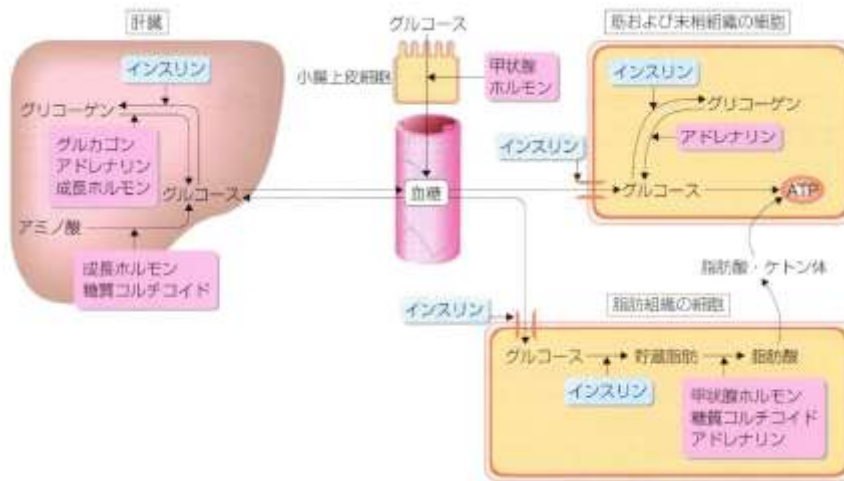 肝臓
インスリン
グリコーゲン
グルカゴン
アドレナリン
成長ホルモン
グルコース
アミノ酸
成長ホルモン
糖質コルチコイド
グルコース
小腸上皮細胞
甲状腺
ホルモン
血糖
インスリン
筋および末梢組織の細胞
インスリン
グリコーゲン
アドレナリン
グルコース
ATP
脂肪酸・ケトン体
インスリン
脂肪組織の細胞
グルコース
貯蔵脂肪
脂肪酸
インスリン
甲状腺ホルモン
糖質コルチコイド
アドレナリン